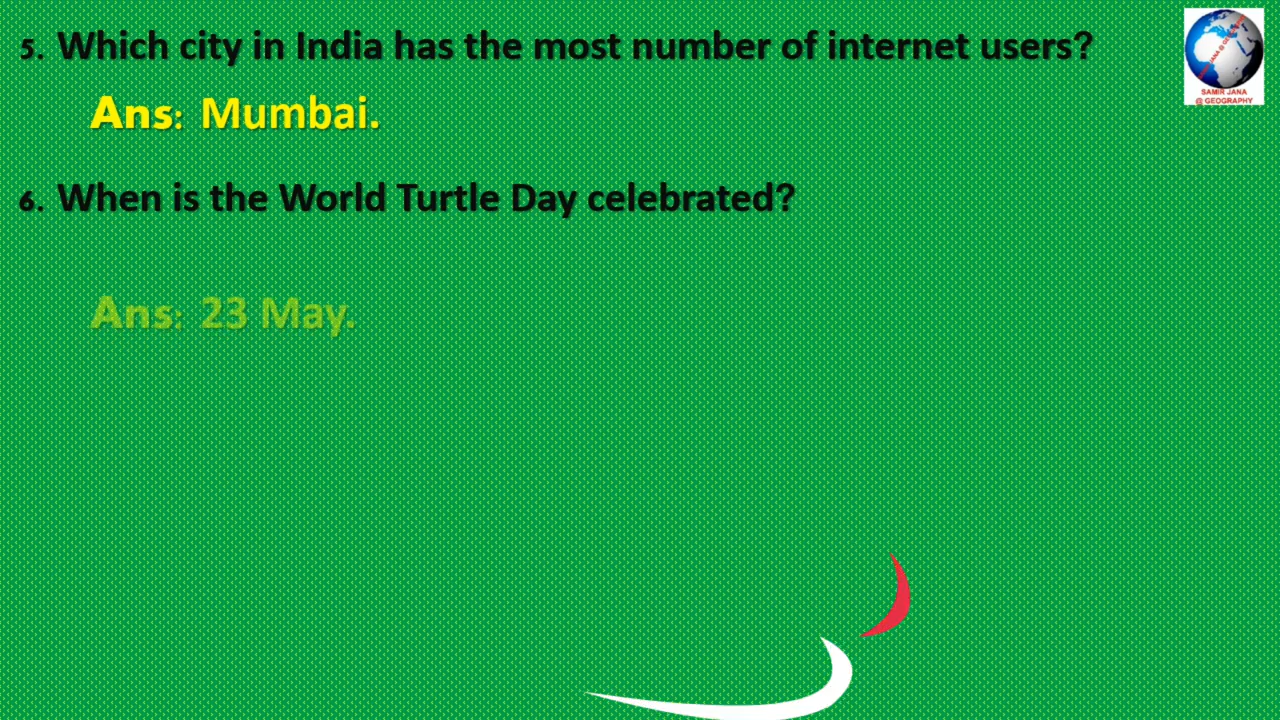 5. Which city in India has the most number of internet users?
Ans: Mumbai.
6. When is the World Turtle Day celebrated?
Ans: 23 May.
SAMIR JANA
@ GEOGRAPHY